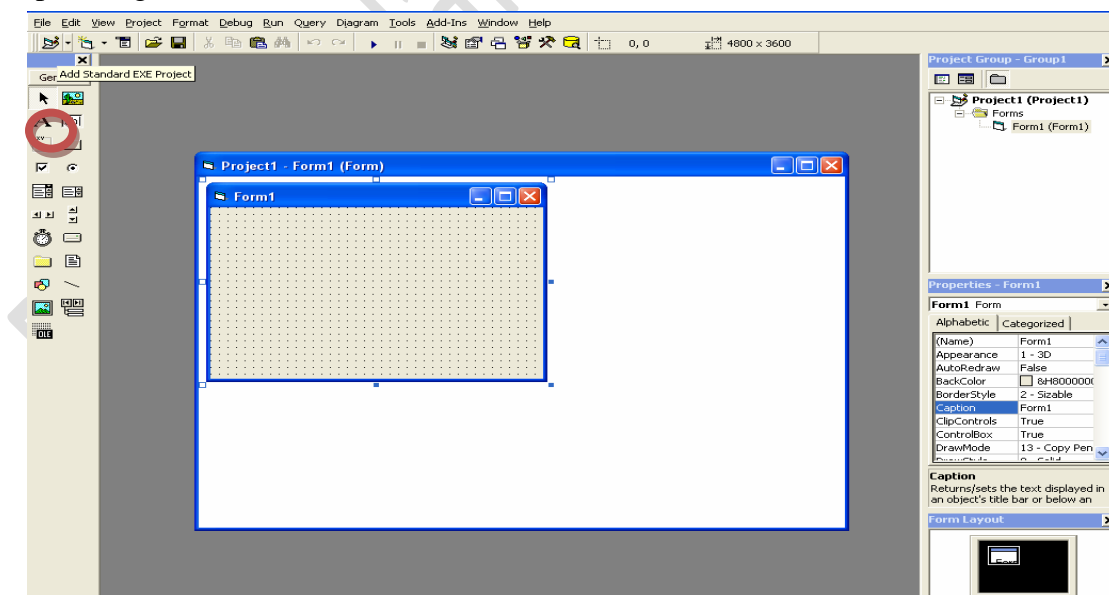 File Edit View Project Format Debug Run Query Diagram Tools Add-Ins Window Help
0, 0 4800 x 3600
Add Standard EXE Project
Project Group - Group1
Project1 (Project1)
Forms
Form1 (Form1)
Project1 - Form1 (Form)
Form1
A
OLE
Properties - Form1
Form1 Form
Alphabetic Categorized
(Name) Form1
Appearance 1 - 3D
AutoRedraw False
BackColor
BorderStyle 2 - Sizable
Caption Form1
ClipControls True
ControlBox True
DrawMode 13 - Copy Pen
Caption
Returns/sets the text displayed in
an object's title bar or below an
Form Layout